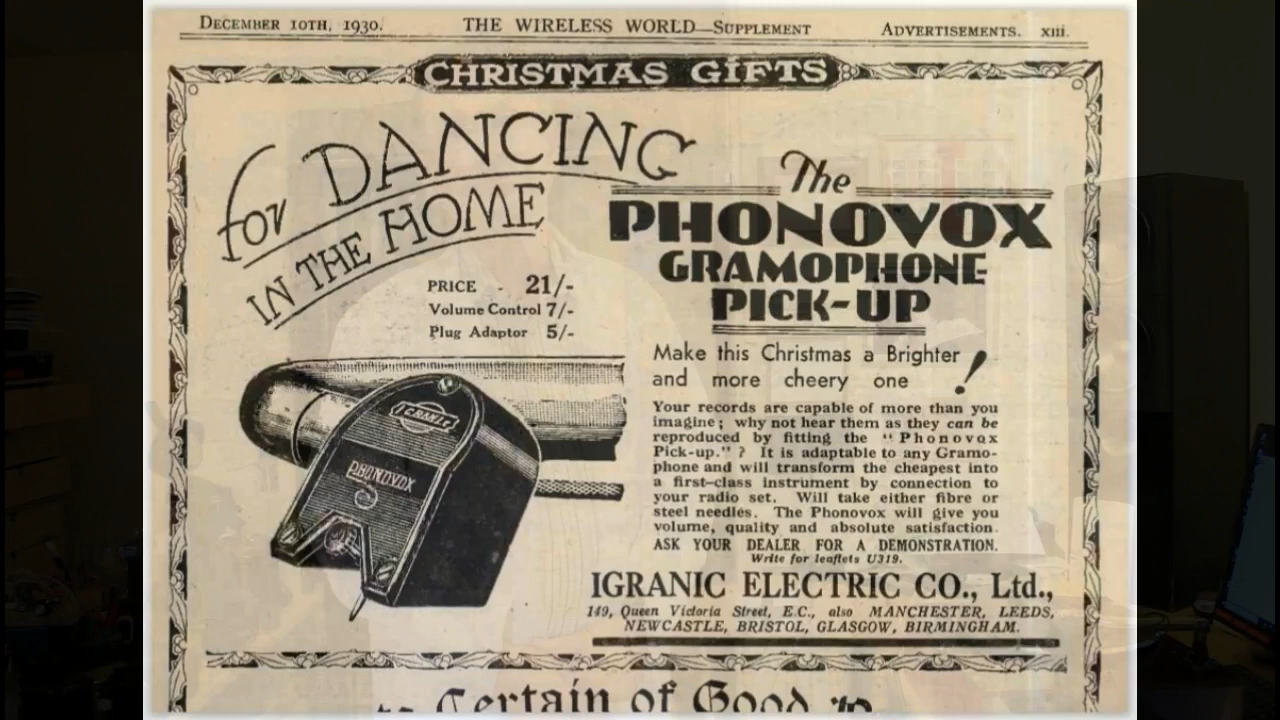 DECEMBER 10TH, 1930. THE WIRELESS WORLD—SUPPLEMENT ADVERTISEMENTS. xiii.
CHRISTMAS GIFTS
for DANCING
IN THE HOME
PRICE - 21/-
Volume Control 7/-
Plug Adaptor 5/-
IGRANIC
PHONOVOX
The
PHONOVOX
GRAMOPHONE
PICK-UP
Make this Christmas a Brighter
and more cheery one !
Your records are capable of more than you
imagine; why not hear them as they can be
reproduced by fitting the "Phonovox
Pick-up."? It is adaptable to any Gramo-
phone and will transform the cheapest into
a first-class instrument by connection to
your radio set. Will take either fibre or
steel needles. The Phonovox will give you
volume, quality and absolute satisfaction.
ASK YOUR DEALER FOR A DEMONSTRATION.
Write for leaflets U319.
IGRANIC ELECTRIC CO., Ltd.,
149, Queen Victoria Street, E.C., also MANCHESTER, LEEDS,
NEWCASTLE, BRISTOL, GLASGOW, BIRMINGHAM.
Certain of Good